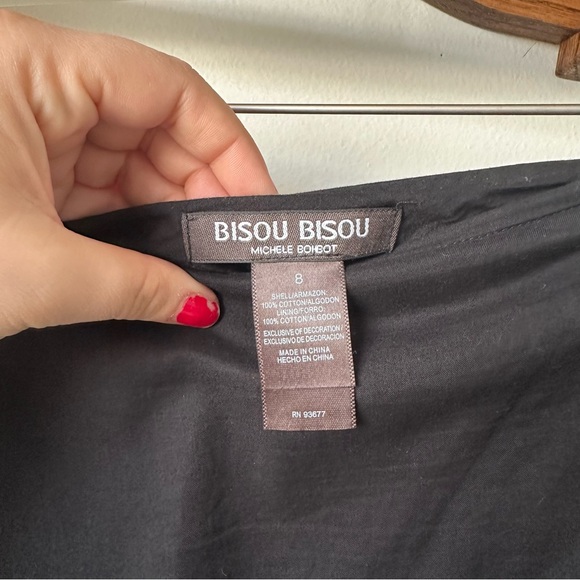 BISOU BISOU
MICHELE BOHBOT
8
SHELL/ARMAZON:
100% COTTON/ALGODON
LINING/FORRO:
100% COTTON/ALGODON
EXCLUSIVE OF DECORATION/
EXCLUSIVO DE DECORACIÓN
MADE IN CHINA
HECHO EN CHINA
RN 93677